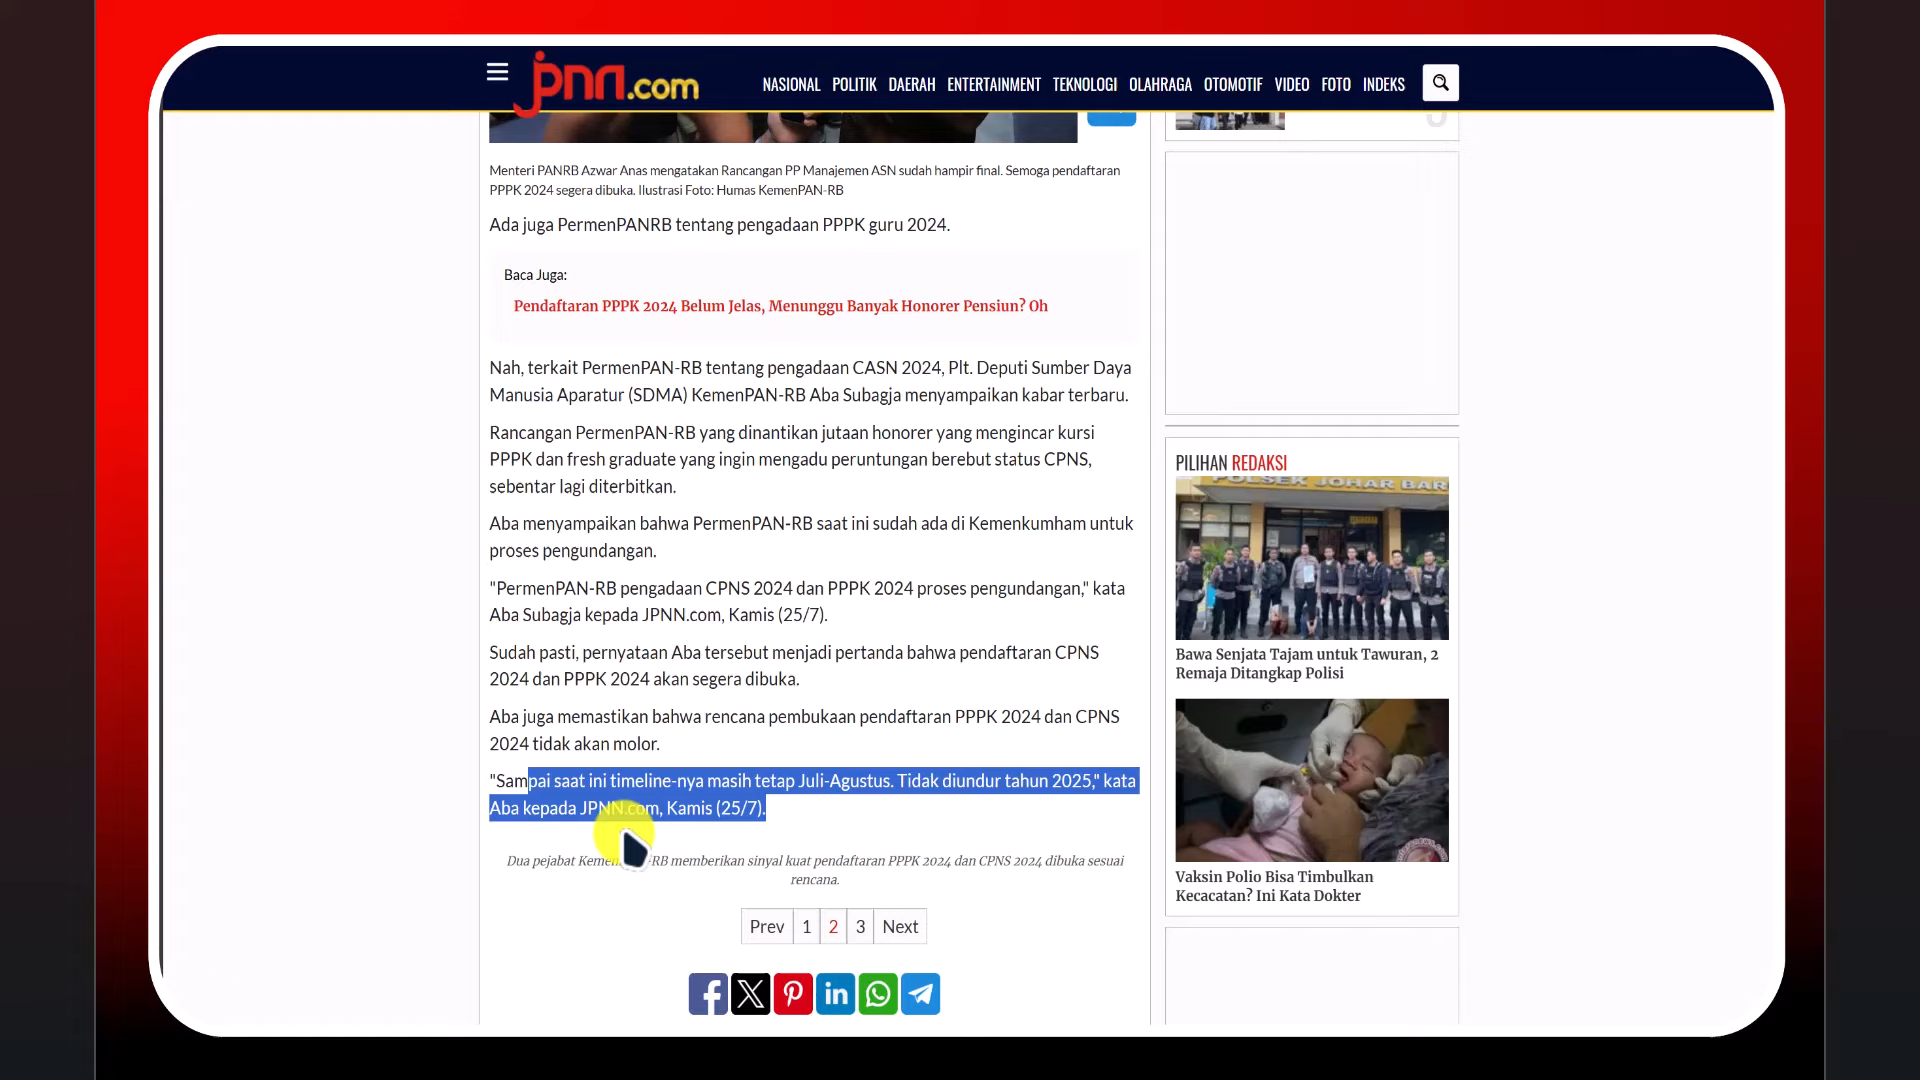 jpnn.com
NASIONAL POLITIK DAERAH ENTERTAINMENT TEKNOLOGI OLAHRAGA OTOMOTIF VIDEO FOTO INDEKS
Menteri PANRB Azwar Anas mengatakan Rancangan PP Manajemen ASN sudah hampir final. Semoga pendaftaran
PPPK 2024 segera dibuka. Ilustrasi Foto: Humas KemenPAN-RB
Ada juga PermenPANRB tentang pengadaan PPPK guru 2024.
Baca Juga:
Pendaftaran PPPK 2024 Belum Jelas, Menunggu Banyak Honorer Pensiun? Oh
Nah, terkait PermenPAN-RB tentang pengadaan CASN 2024, Plt. Deputi Sumber Daya
Manusia Aparatur (SDMA) KemenPAN-RB Aba Subagja menyampaikan kabar terbaru.
Rancangan PermenPAN-RB yang dinantikan jutaan honorer yang mengincar kursi
PPPK dan fresh graduate yang ingin mengadu peruntungan berebut status CPNS,
sebentar lagi diterbitkan.
Aba menyampaikan bahwa PermenPAN-RB saat ini sudah ada di Kemenkumham untuk
proses pengundangan.
"PermenPAN-RB pengadaan CPNS 2024 dan PPPK 2024 proses pengundangan," kata
Aba Subagja kepada JPNN.com, Kamis (25/7).
Sudah pasti, pernyataan Aba tersebut menjadi pertanda bahwa pendaftaran CPNS
2024 dan PPPK 2024 akan segera dibuka.
Aba juga memastikan bahwa rencana pembukaan pendaftaran PPPK 2024 dan CPNS
2024 tidak akan molor.
"Sampai saat ini timeline-nya masih tetap Juli-Agustus. Tidak diundur tahun 2025," kata
Aba kepada JPNN.com, Kamis (25/7).
Dua pejabat Kemen RB memberikan sinyal kuat pendaftaran PPPK 2024 dan CPNS 2024 dibuka sesuai
rencana.
Prev 1 2 3 Next
PILIHAN REDAKSI
POLSEK JOHAR BAR
Bawa Senjata Tajam untuk Tawuran, 2
Remaja Ditangkap Polisi
Vaksin Polio Bisa Timbulkan
Kecacatan? Ini Kata Dokter